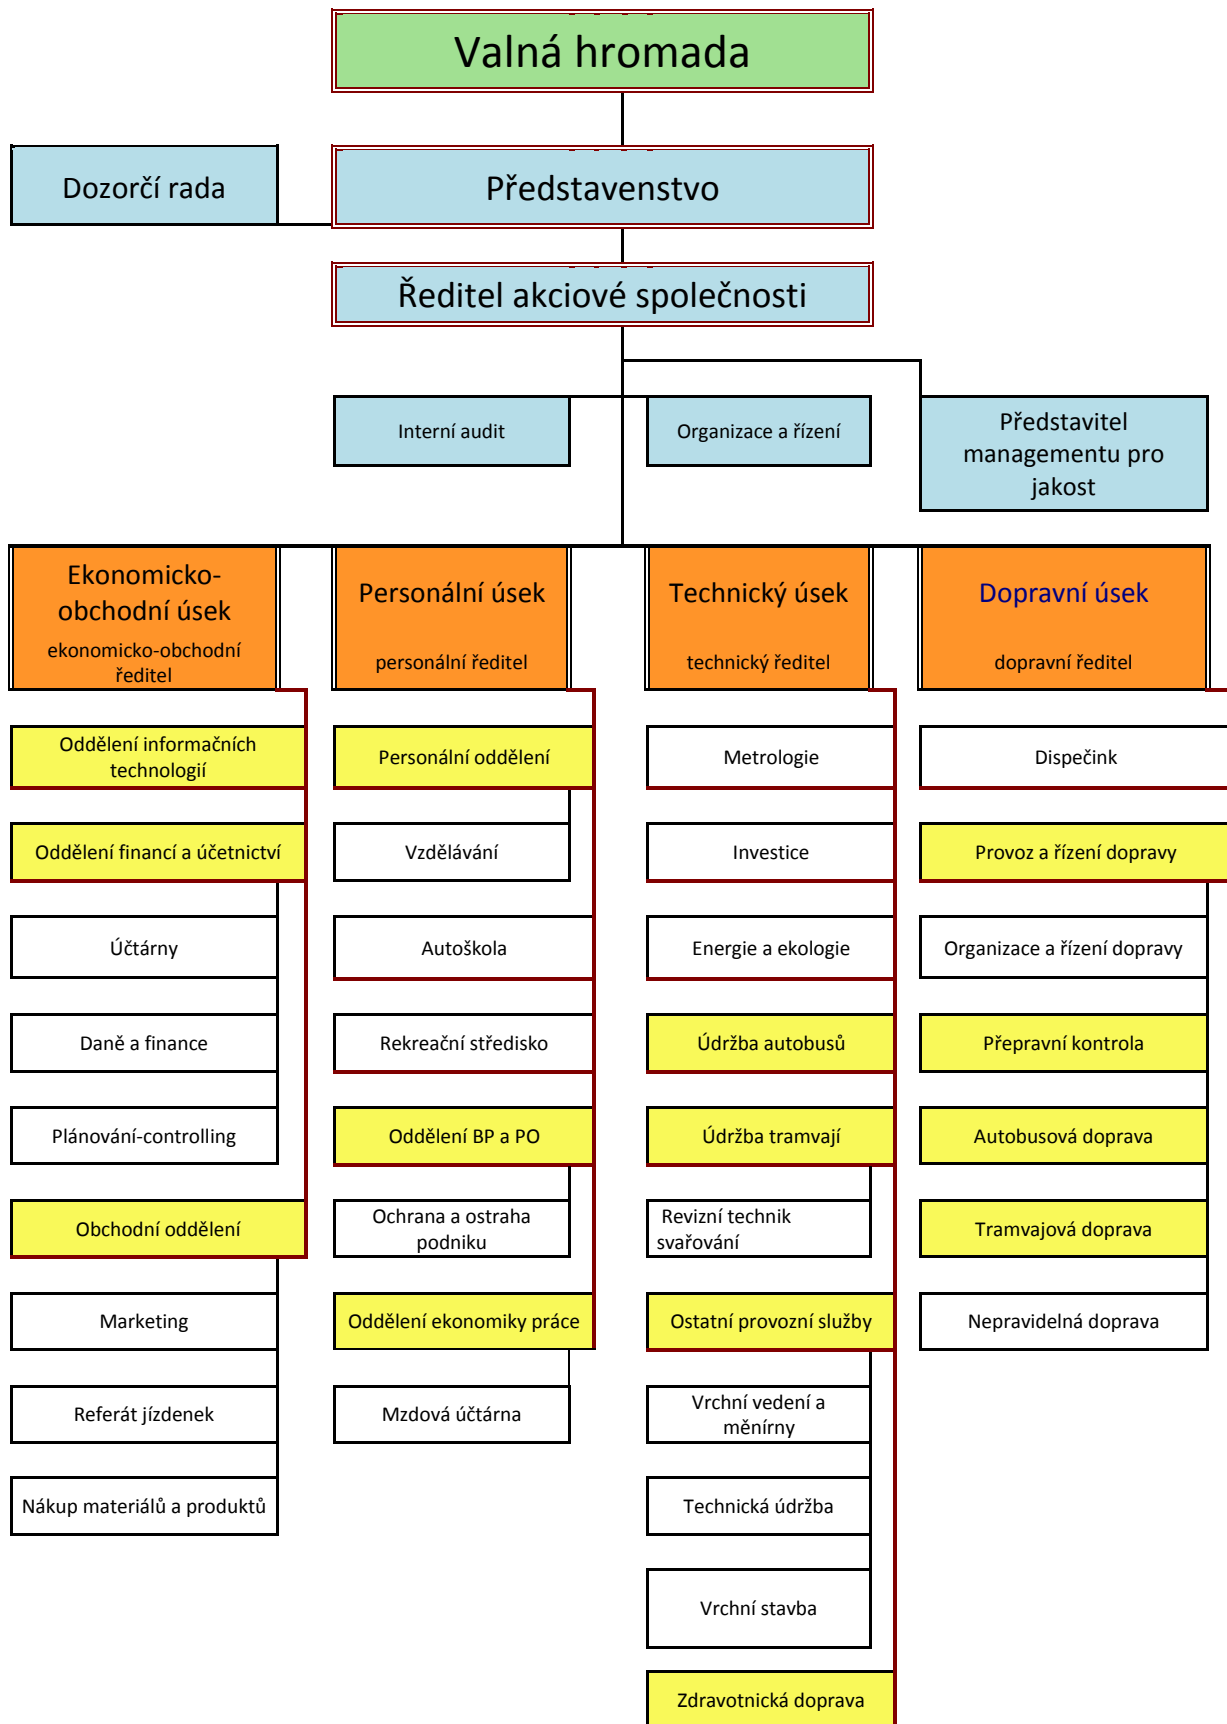 Valná hromada
Dozorčí rada
Představenstvo
Ředitel akciové společnosti
Interní audit
Organizace a řízení
Představitel
managementu pro
jakost
Ekonomicko-
obchodní úsek
ekonomicko-obchodní
ředitel
Personální úsek
personální ředitel
Technický úsek
technický ředitel
Dopravní úsek
dopravní ředitel
Oddělení informačních
technologií
Oddělení financí a účetnictví
Účtárny
Daně a finance
Plánování-controlling
Obchodní oddělení
Marketing
Referát jízdenek
Nákup materiálů a produktů
Personální oddělení
Vzdělávání
Autoškola
Rekreační středisko
Oddělení BP a PO
Ochrana a ostraha
podniku
Oddělení ekonomiky práce
Mzdová účtárna
Metrologie
Investice
Energie a ekologie
Údržba autobusů
Údržba tramvají
Revizní technik
svařování
Ostatní provozní služby
Vrchní vedení a
měnírny
Technická údržba
Vrchní stavba
Zdravotnická doprava
Dispečink
Provoz a řízení dopravy
Organizace a řízení dopravy
Přepravní kontrola
Autobusová doprava
Tramvajová doprava
Nepravidelná doprava